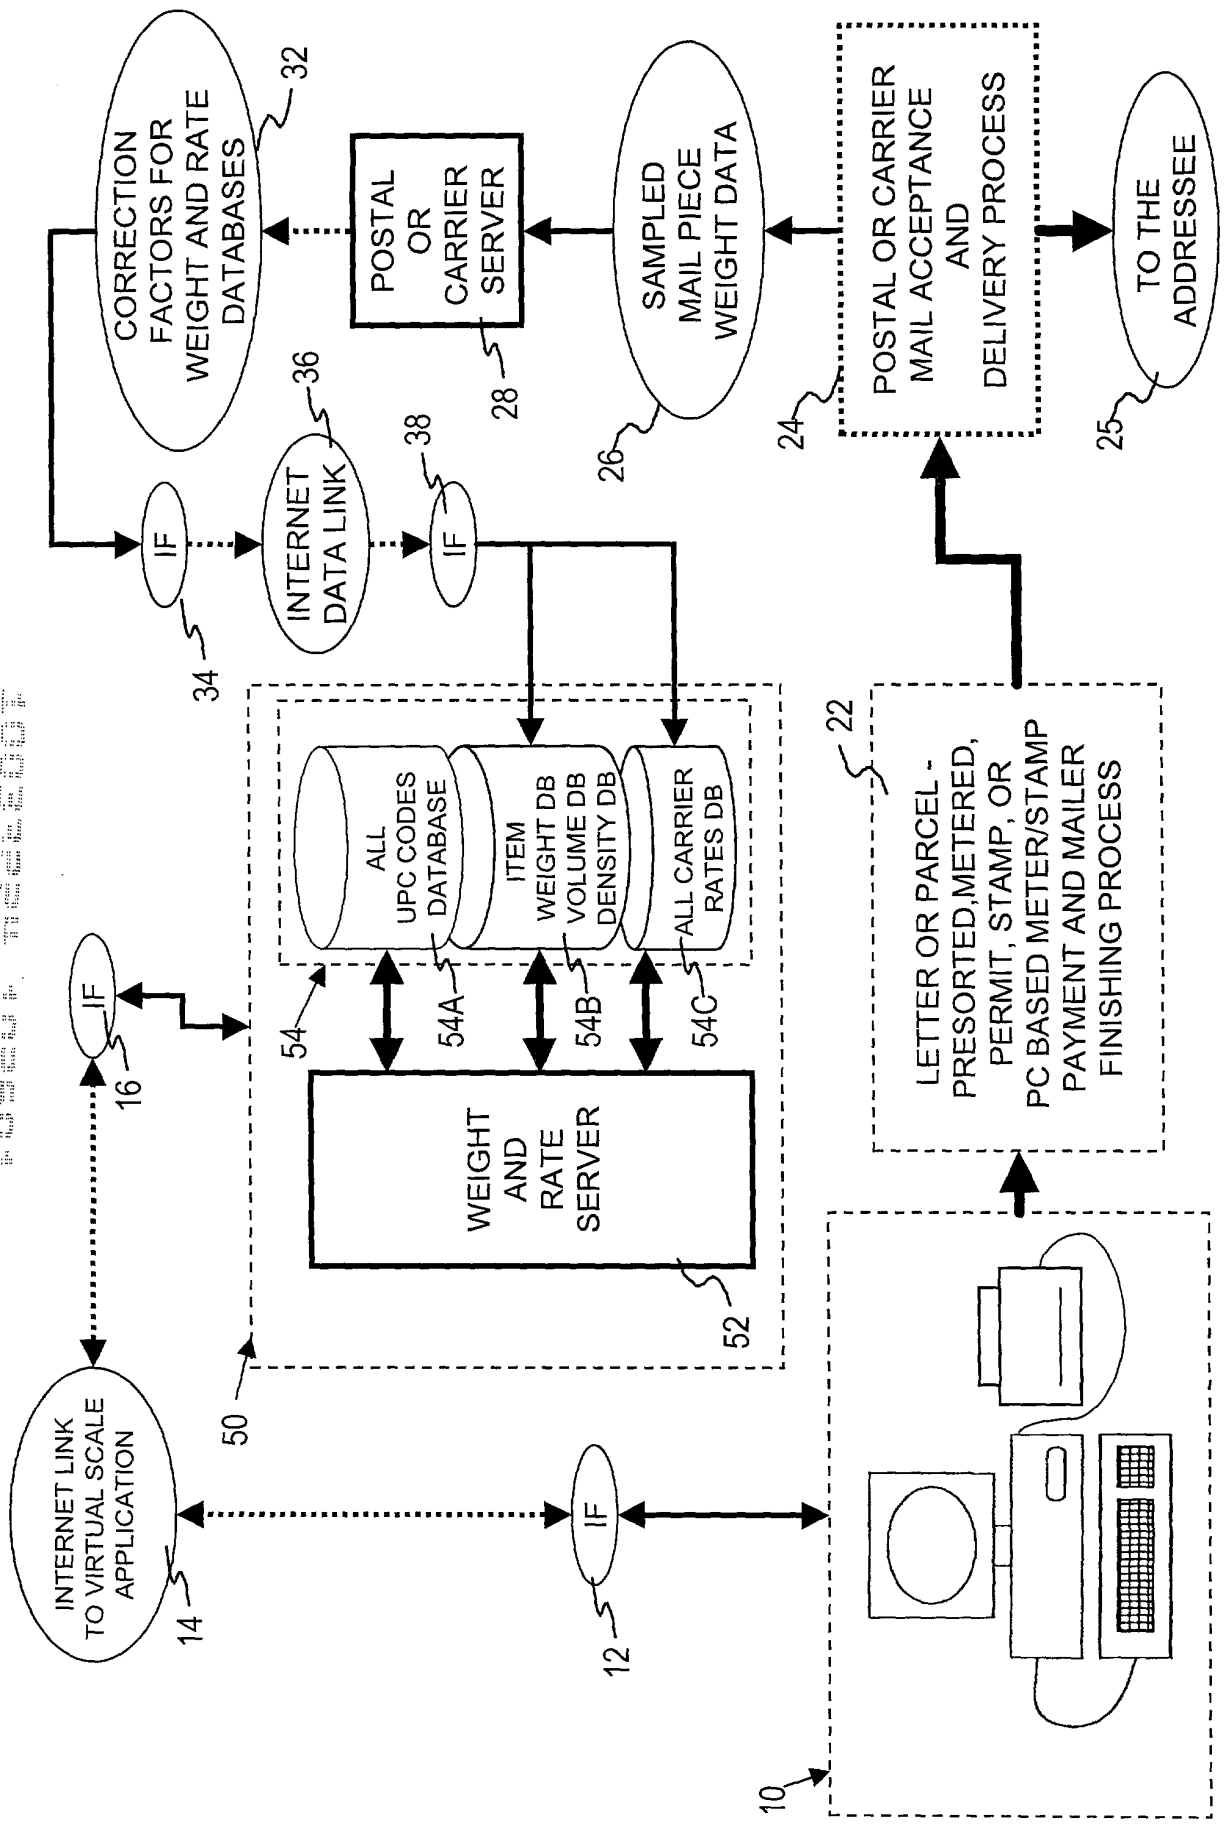 INTERNET LINK
TO VIRTUAL SCALE
APPLICATION
14
IF
16
IF
12
10
50
WEIGHT
AND
RATE
SERVER
52
54
ALL
UPC CODES
DATABASE
54A
ITEM
WEIGHT DB
VOLUME DB
DENSITY DB
54B
ALL CARRIER
RATES DB
54C
IF
34
INTERNET
DATA LINK
36
IF
38
CORRECTION
FACTORS FOR
WEIGHT AND RATE
DATABASES
32
POSTAL
OR
CARRIER
SERVER
28
SAMPLED
MAIL PIECE
WEIGHT DATA
26
POSTAL OR CARRIER
MAIL ACCEPTANCE
AND
DELIVERY PROCESS
24
TO THE
ADDRESSEE
25
LETTER OR PARCEL -
PRESORTED,METERED,
PERMIT, STAMP, OR
PC BASED METER/STAMP
PAYMENT AND MAILER
FINISHING PROCESS
22